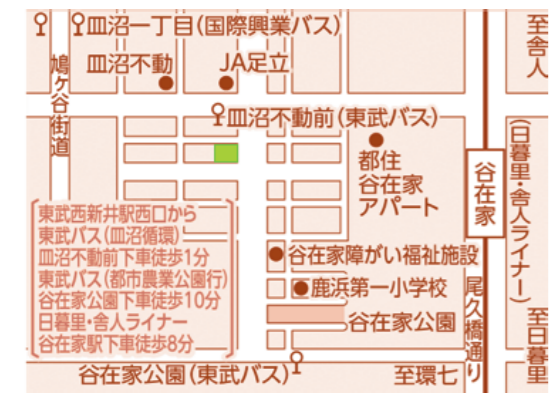 皿沼一丁目(国際興業バス)
至舎人
皿沼不動
JA足立
鳩ヶ谷街道
皿沼不動前(東武バス)
(日暮里・舎人ライナー)
都住
谷在家
アパート
谷在家
東武西新井駅西口から
東武バス(皿沼循環)
皿沼不動前下車徒歩1分
東武バス(都市農業公園行)
谷在家公園下車徒歩10分
日暮里・舎人ライナー
谷在家駅下車徒歩8分
谷在家障がい福祉施設
鹿浜第一小学校
尾久橋通り
谷在家公園
至日暮里
谷在家公園(東武バス)
至環七